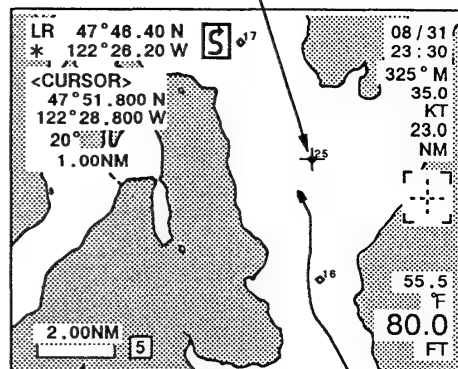 LR 47°46.40 N
* 122°26.20 W
S
17
<CURSOR>
47°51.800 N
122°28.800 W
20°
1.00NM
08/31
23:30
325°M
35.0
KT
23.0
NM
25
16
55.5
°F
80.0
FT
2.00NM
5